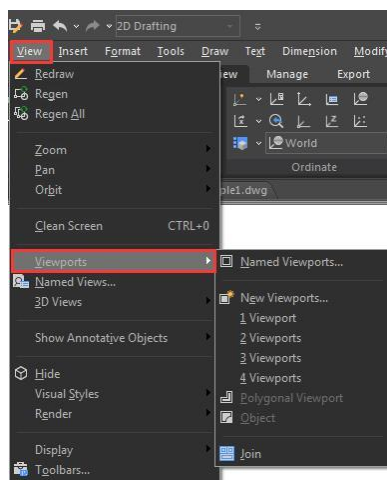 2D Drafting
View Insert Format Tools Draw Text Dimension Modify
Redraw
Regen
Regen All
Zoom
Pan
Orbit
Clean Screen CTRL+0
Viewports
Named Views...
3D Views
Show Annotative Objects
Hide
Visual Styles
Render
Display
Toolbars...
Manage Export
World
Ordinate
ple1.dwg
Named Viewports...
New Viewports...
1 Viewport
2 Viewports
3 Viewports
4 Viewports
Polygonal Viewport
Object
Join